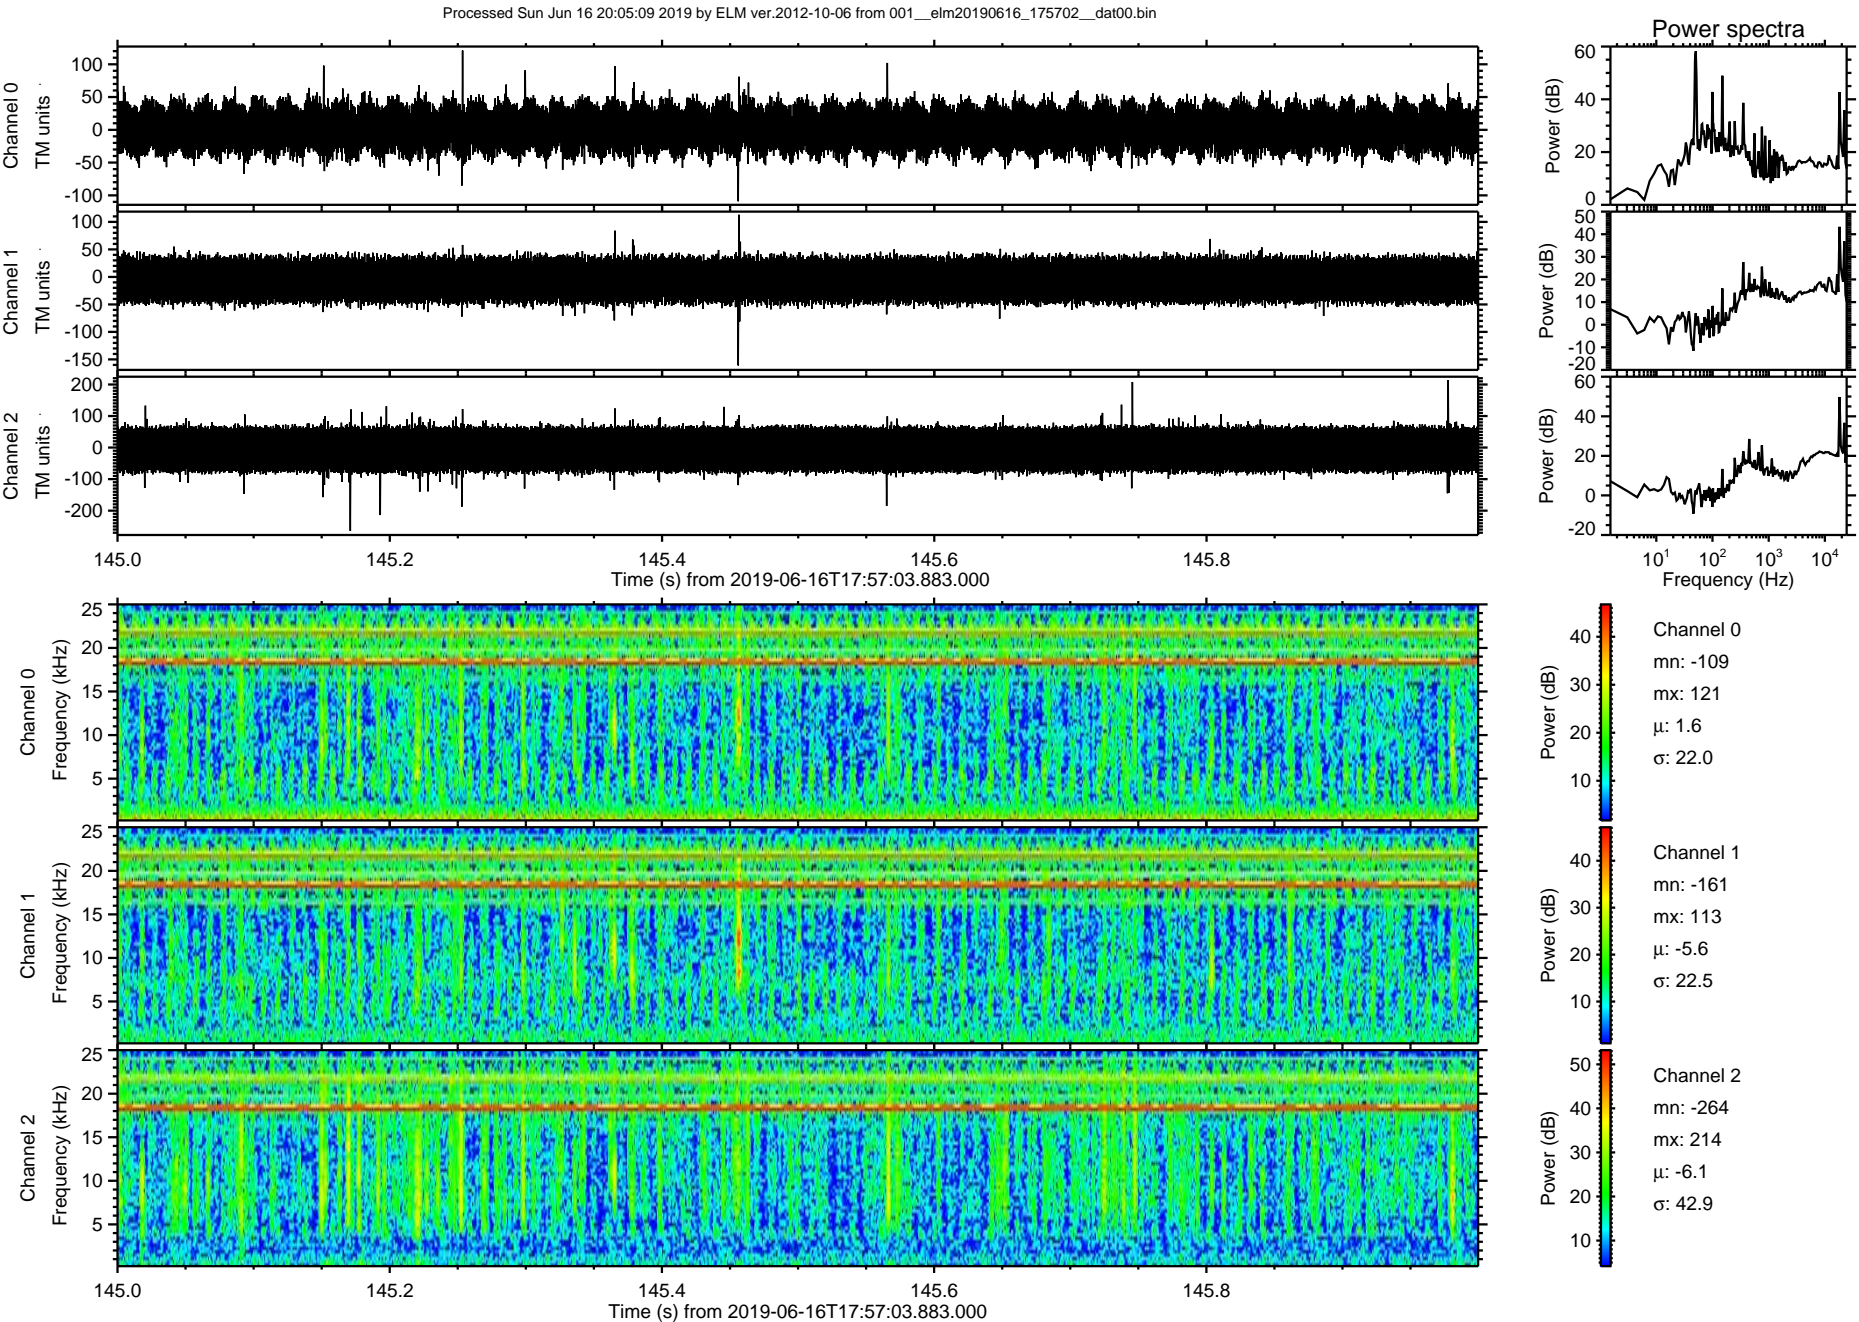 Processed Sun Jun 16 20:05:09 2019 by ELM ver.2012-10-06 from 001__elm20190616_175702__dat00.bin
Power spectra
Channel 0
TM units
100
50
0
-50
-100
Power (dB)
60
40
20
0
Channel 1
TM units
100
50
0
-50
-100
-150
Power (dB)
50
40
30
20
10
0
-10
-20
Channel 2
TM units
200
100
0
-100
-200
Power (dB)
60
40
20
0
-20
145.0 145.2 145.4 145.6 145.8
Time (s) from 2019-06-16T17:57:03.883.000
10¹ 10² 10³ 10⁴
Frequency (Hz)
Channel 0
Frequency (kHz)
25
20
15
10
5
Power (dB)
40
30
20
10
Channel 0
mn: -109
mx: 121
μ: 1.6
σ: 22.0
Channel 1
Frequency (kHz)
25
20
15
10
5
Power (dB)
40
30
20
10
Channel 1
mn: -161
mx: 113
μ: -5.6
σ: 22.5
Channel 2
Frequency (kHz)
25
20
15
10
5
Power (dB)
50
40
30
20
10
Channel 2
mn: -264
mx: 214
μ: -6.1
σ: 42.9
145.0 145.2 145.4 145.6 145.8
Time (s) from 2019-06-16T17:57:03.883.000